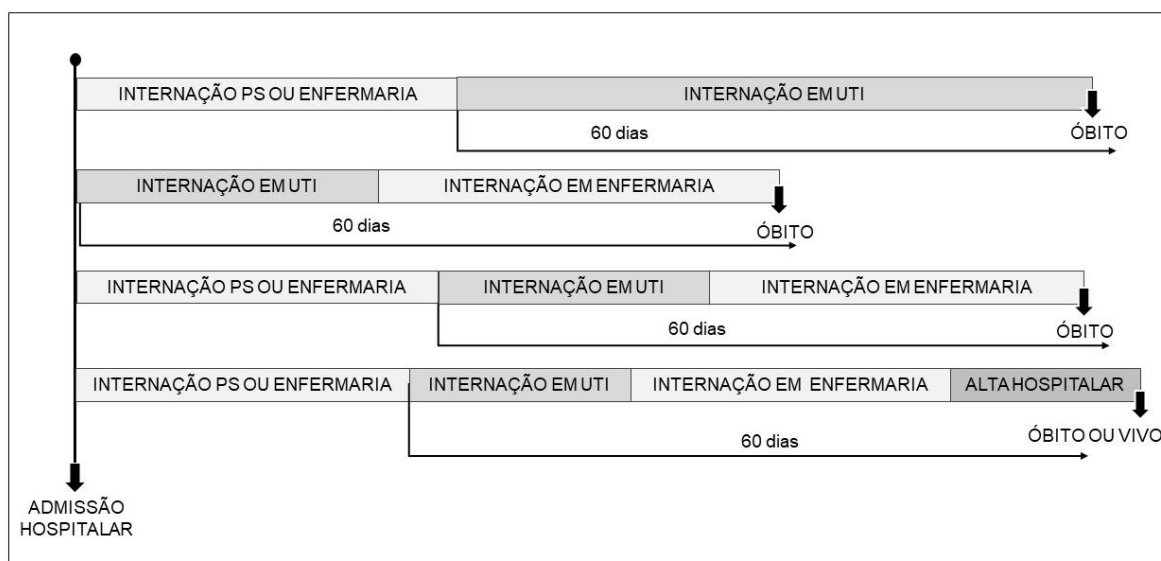 INTERNAÇÃO PS OU ENFERMARIA INTERNAÇÃO EM UTI
60 dias
ÓBITO
INTERNAÇÃO EM UTI INTERNAÇÃO EM ENFERMARIA
60 dias
ÓBITO
INTERNAÇÃO PS OU ENFERMARIA INTERNAÇÃO EM UTI INTERNAÇÃO EM ENFERMARIA
60 dias
ÓBITO
INTERNAÇÃO PS OU ENFERMARIA INTERNAÇÃO EM UTI INTERNAÇÃO EM ENFERMARIA ALTA HOSPITALAR
60 dias
ÓBITO OU VIVO
ADMISSÃO
HOSPITALAR